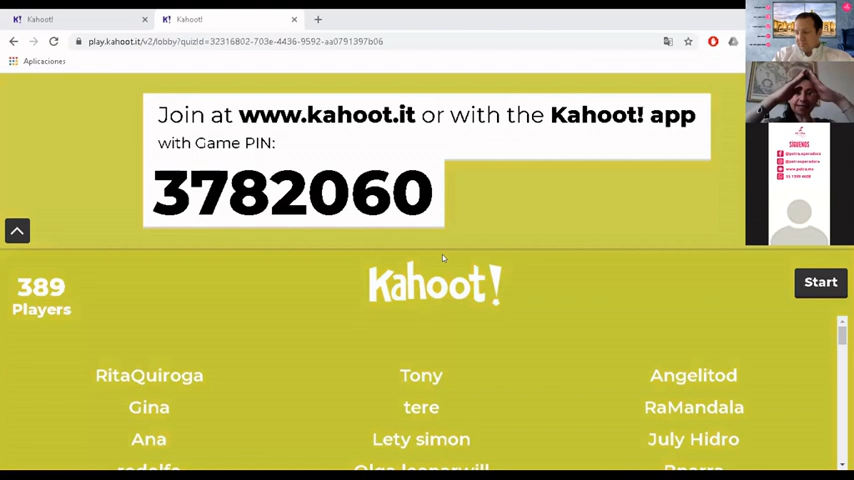 Kahoot!
Kahoot!
play.kahoot.it/v2/lobby?quizId=32316802-703e-4436-9592-aa0791397b06
Aplicaciones
Join at www.kahoot.it or with the Kahoot! app
with Game PIN:
3782060
SÍGUENOS
389
Players
Kahoot!
Start
RitaQuiroga
Tony
Angelitod
Gina
tere
RaMandala
Ana
Lety simon
July Hidro